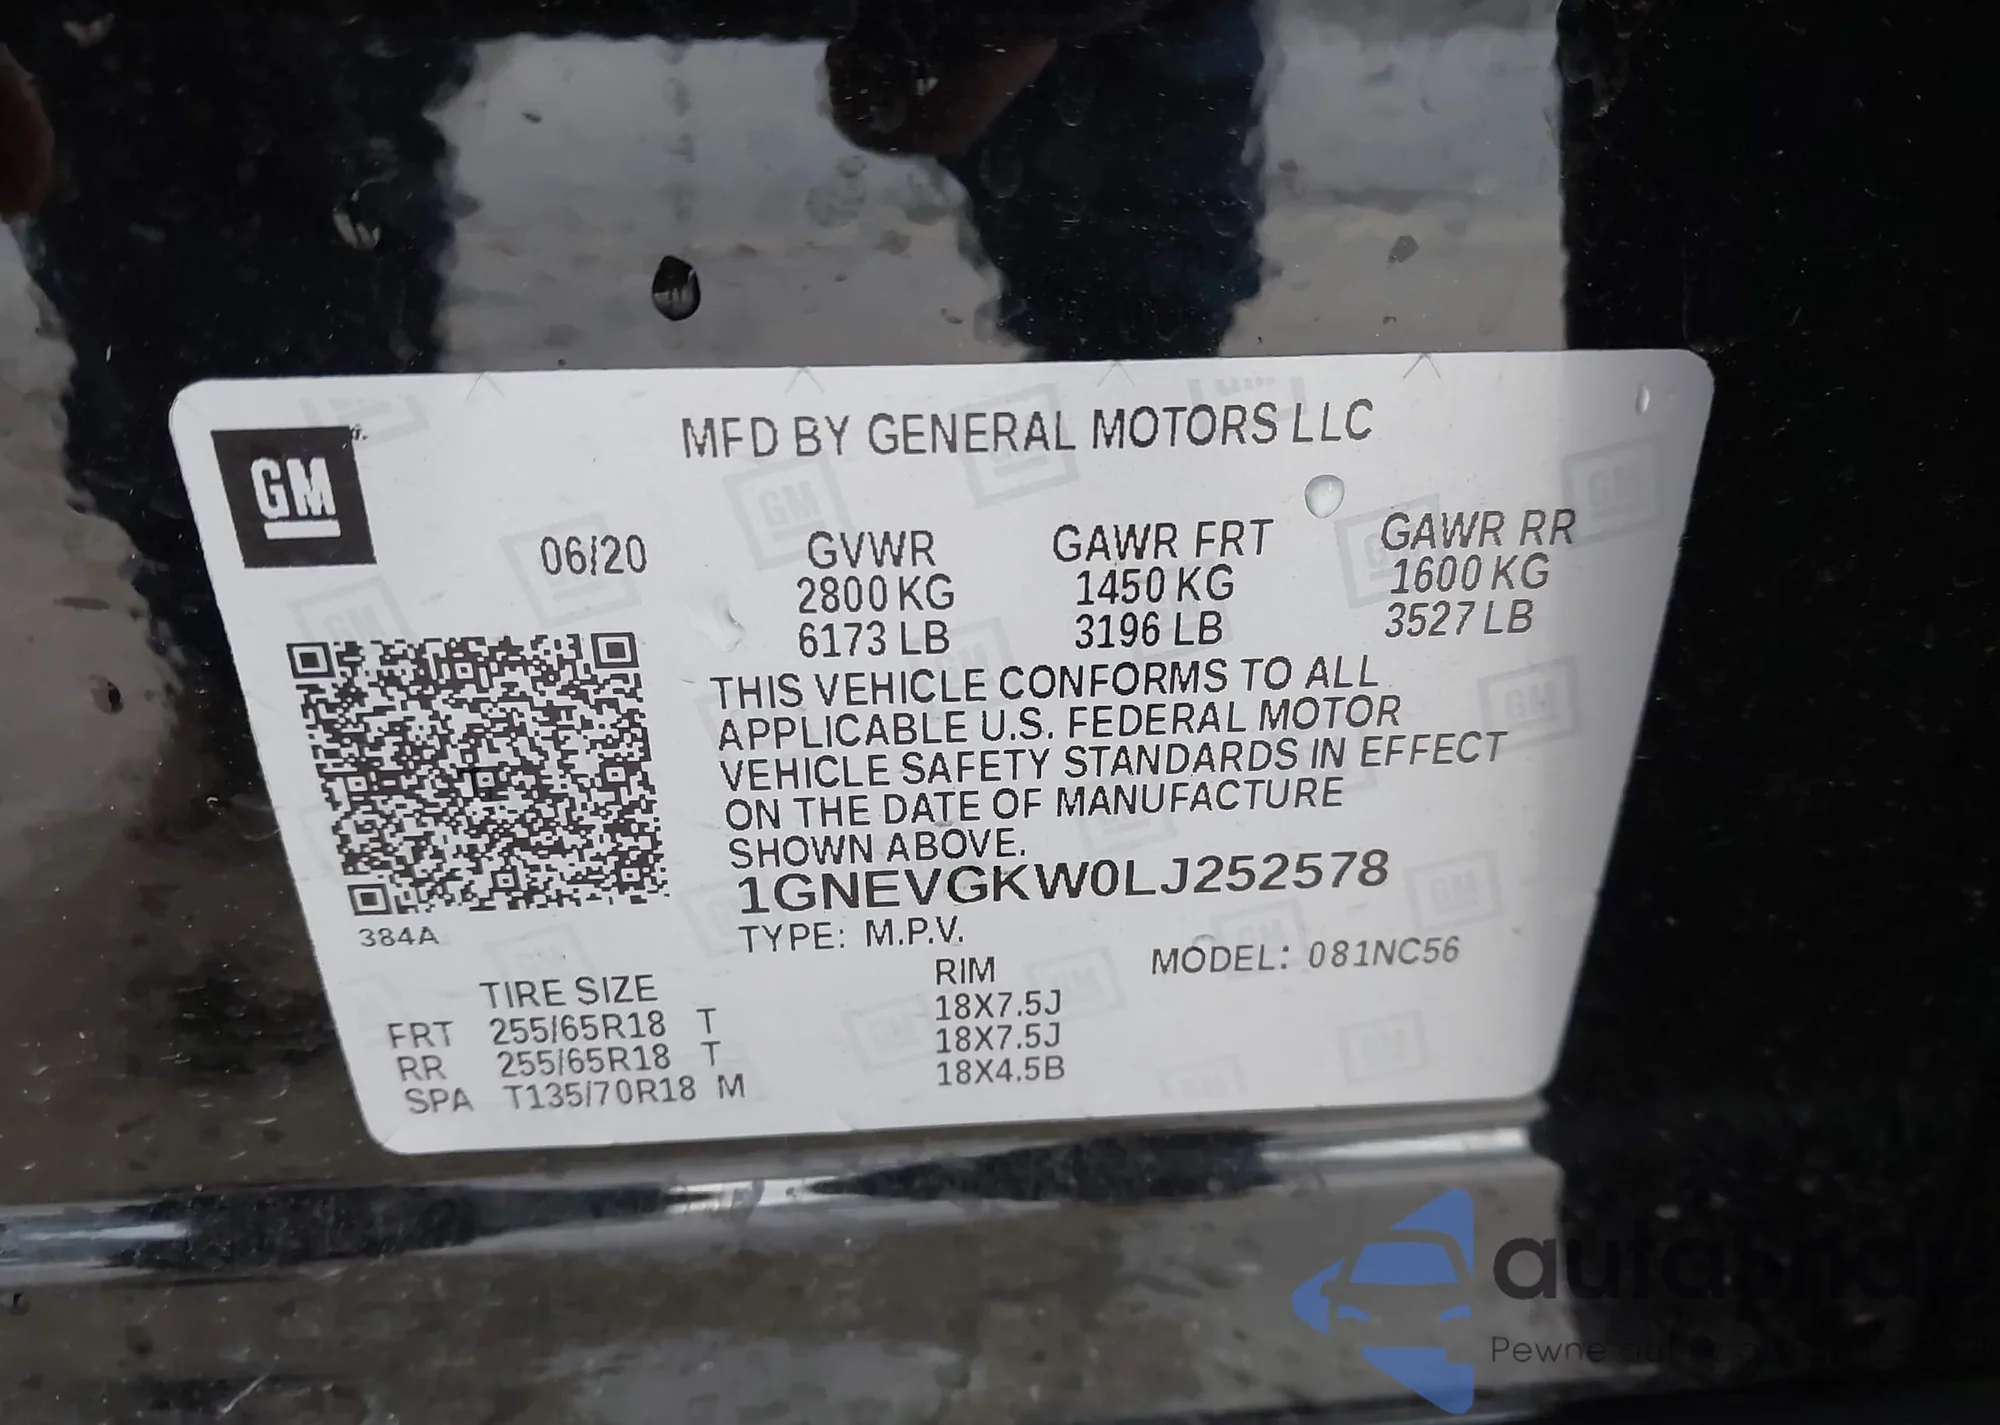 MFD BY GENERAL MOTORS LLC
GM
06/20 GVWR GAWR FRT GAWR RR
2800 KG 1450 KG 1600 KG
6173 LB 3196 LB 3527 LB
THIS VEHICLE CONFORMS TO ALL
APPLICABLE U.S. FEDERAL MOTOR
VEHICLE SAFETY STANDARDS IN EFFECT
ON THE DATE OF MANUFACTURE
SHOWN ABOVE.
1GNEVGKW0LJ252578
384A
TYPE: M.P.V. MODEL: 081NC56
TIRE SIZE RIM
FRT 255/65R18 T 18X7.5J
RR 255/65R18 T 18X7.5J
SPA T135/70R18 M 18X4.5B
Pewne